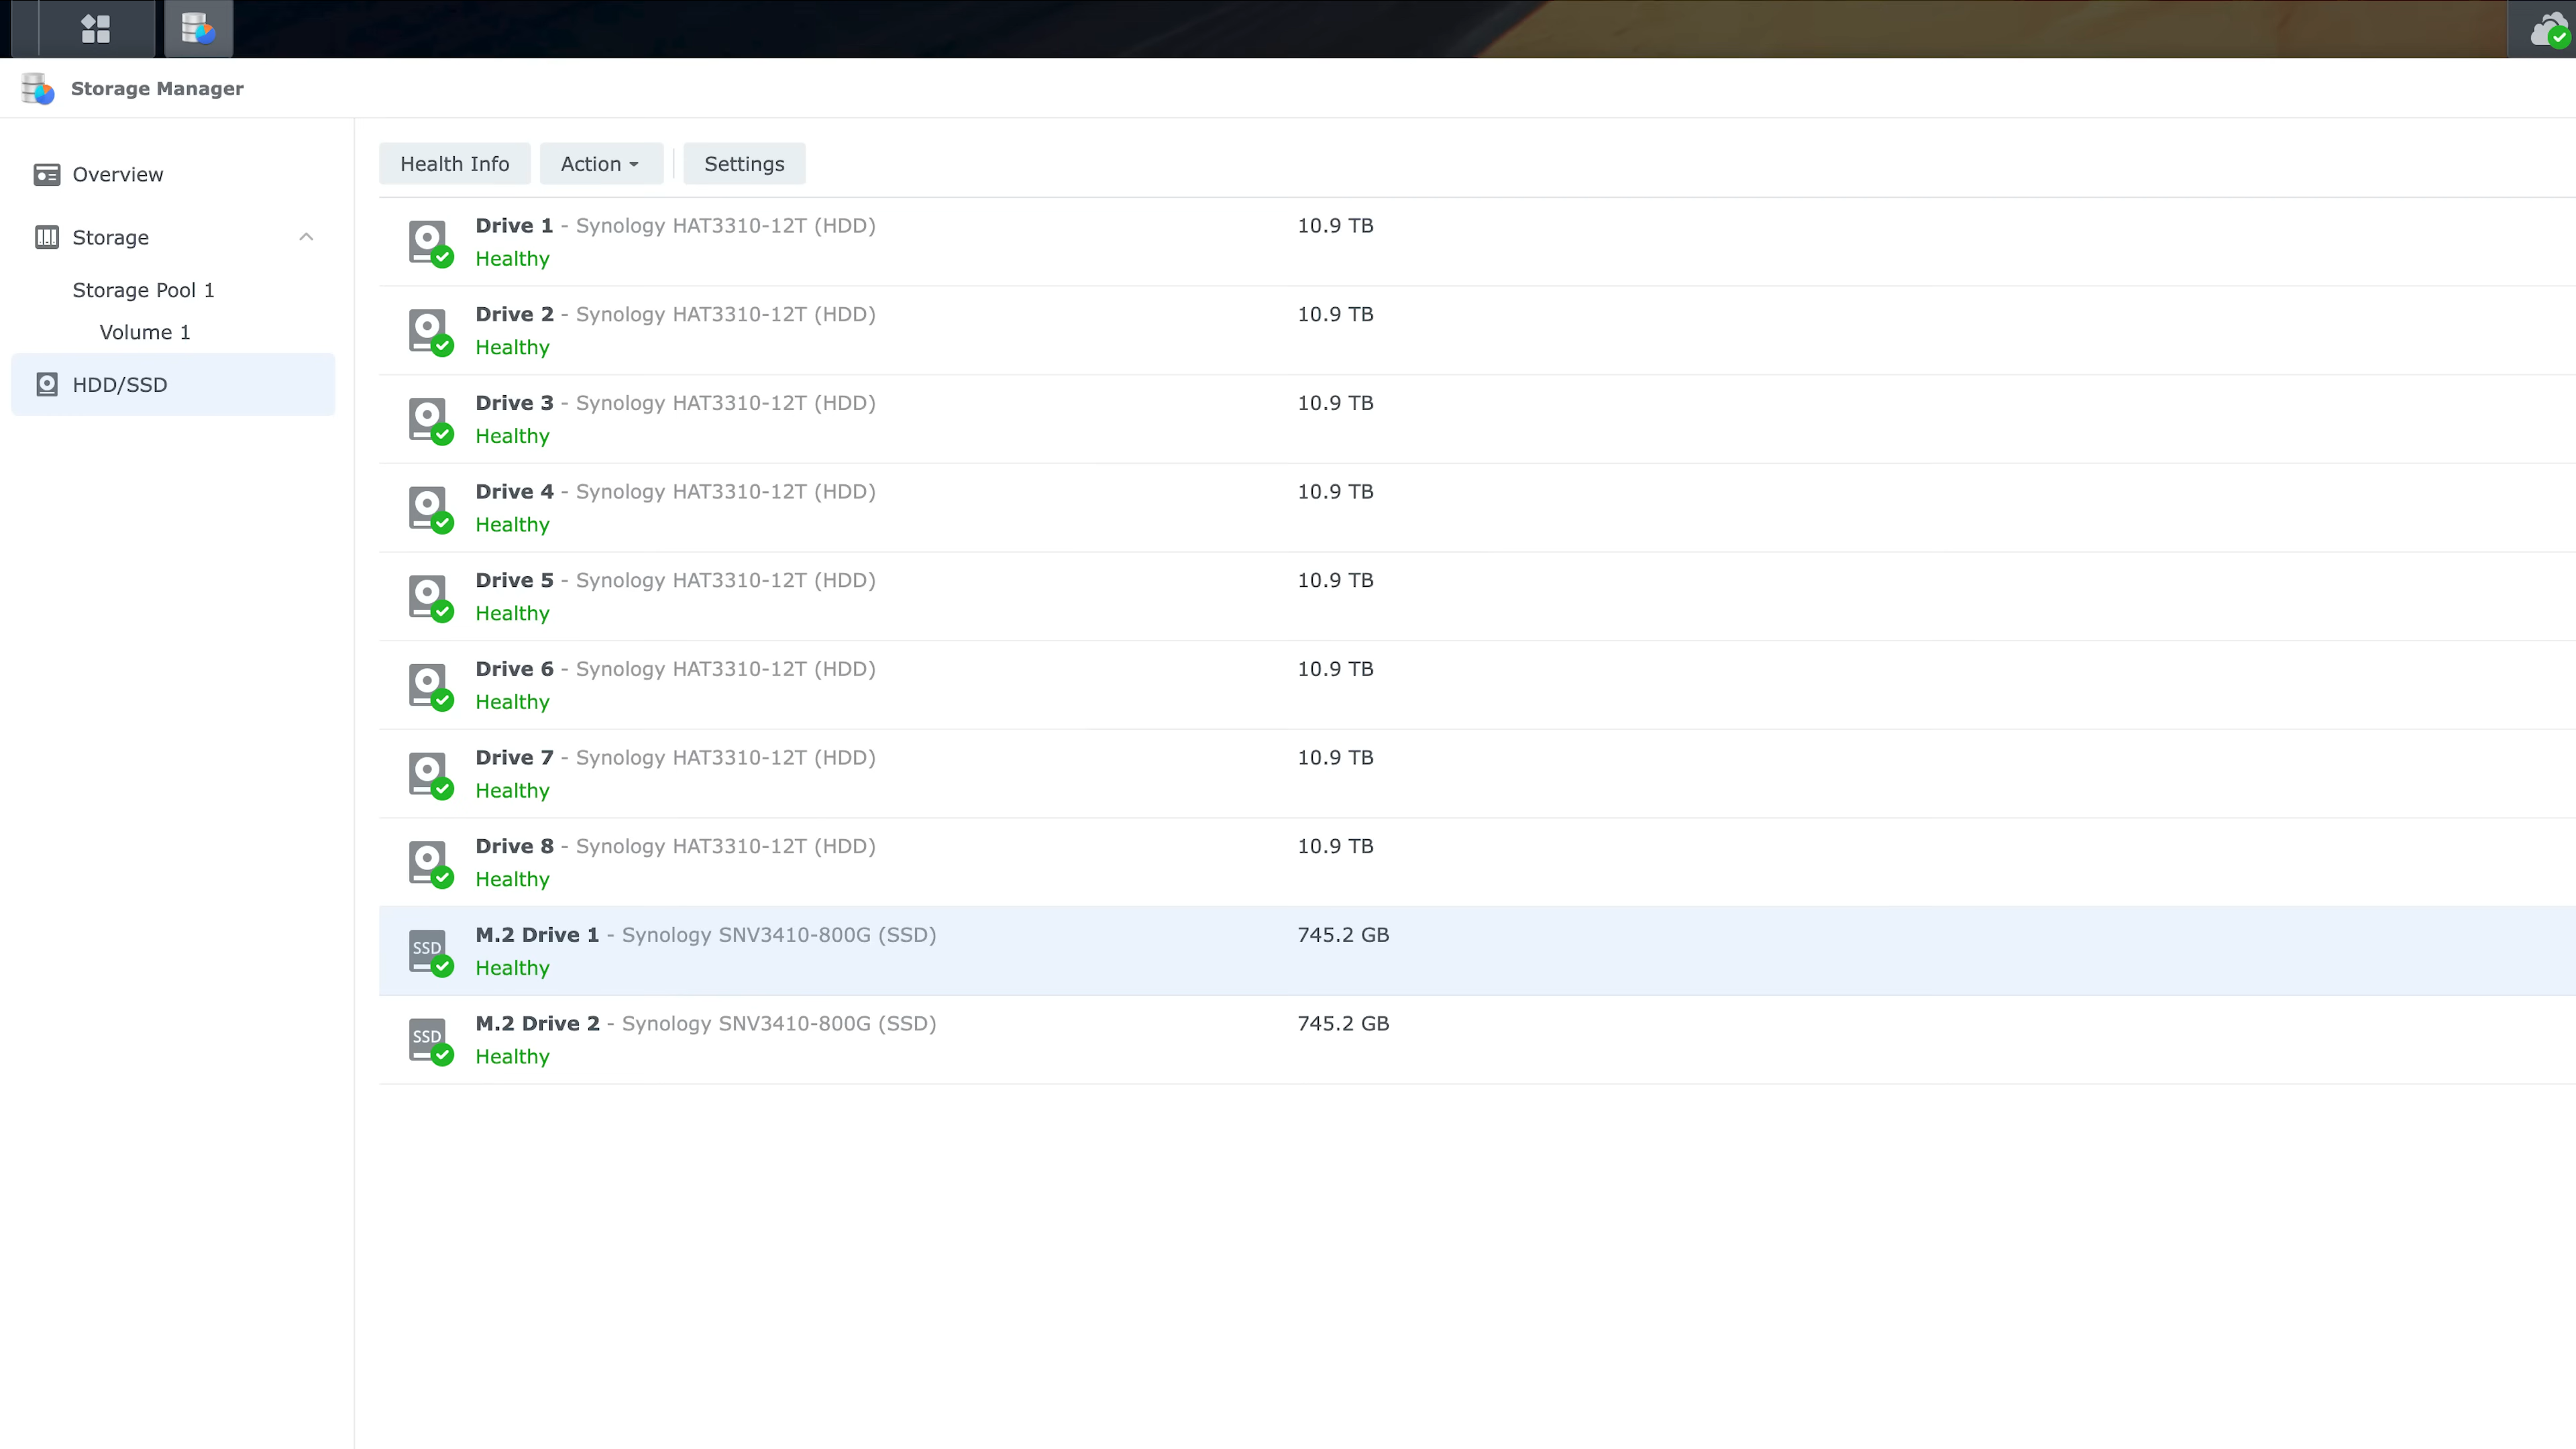 Storage Manager
Overview
Storage
Storage Pool 1
Volume 1
HDD/SSD
Health Info
Action
Settings
Drive 1 - Synology HAT3310-12T (HDD) 10.9 TB
Healthy
Drive 2 - Synology HAT3310-12T (HDD) 10.9 TB
Healthy
Drive 3 - Synology HAT3310-12T (HDD) 10.9 TB
Healthy
Drive 4 - Synology HAT3310-12T (HDD) 10.9 TB
Healthy
Drive 5 - Synology HAT3310-12T (HDD) 10.9 TB
Healthy
Drive 6 - Synology HAT3310-12T (HDD) 10.9 TB
Healthy
Drive 7 - Synology HAT3310-12T (HDD) 10.9 TB
Healthy
Drive 8 - Synology HAT3310-12T (HDD) 10.9 TB
Healthy
SSD
M.2 Drive 1 - Synology SNV3410-800G (SSD) 745.2 GB
Healthy
SSD
M.2 Drive 2 - Synology SNV3410-800G (SSD) 745.2 GB
Healthy